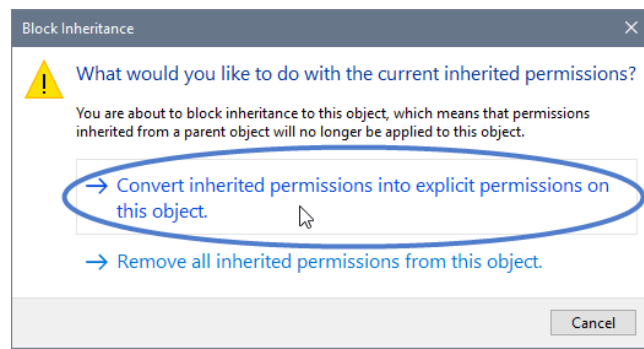 Block Inheritance
What would you like to do with the current inherited permissions?
You are about to block inheritance to this object, which means that permissions
inherited from a parent object will no longer be applied to this object.
→ Convert inherited permissions into explicit permissions on
this object.
→ Remove all inherited permissions from this object.
Cancel